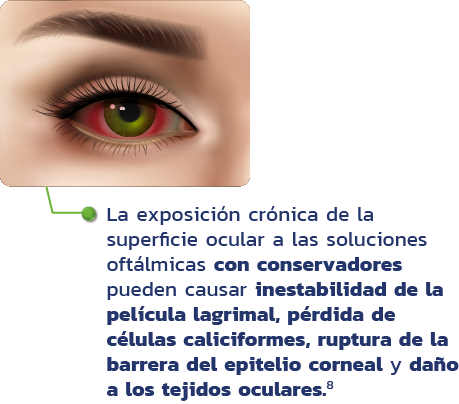 La exposición crónica de la
superficie ocular a las soluciones
oftálmicas con conservadores
pueden causar inestabilidad de la
película lagrimal, pérdida de
células caliciformes, ruptura de la
barrera del epitelio corneal y daño
a los tejidos oculares.⁸